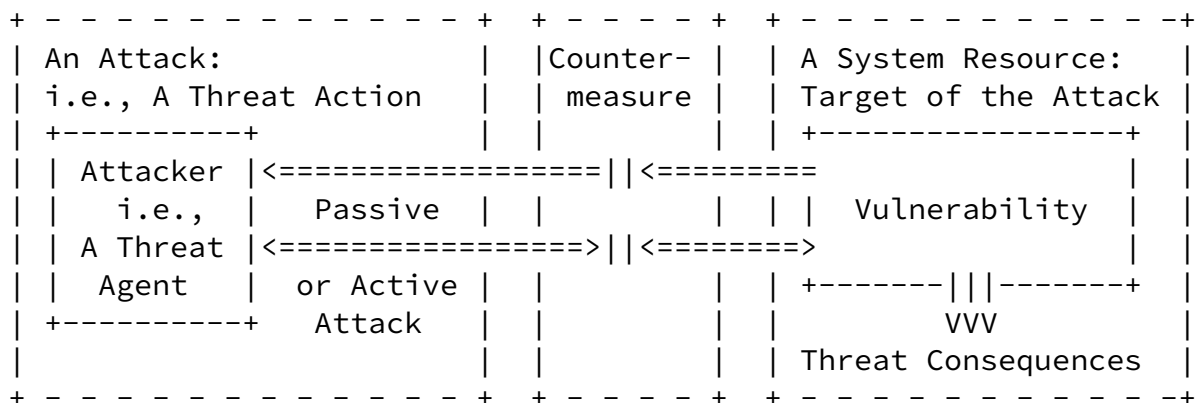 + - - - - - - - - - - - - +  + - - - - +  + - - - - - - - - - - -+
| An Attack:              |  |Counter- |  | A System Resource:   |
| i.e., A Threat Action   |  | measure |  | Target of the Attack |
| +----------+            |  |         |  | +-----------------+  |
| | Attacker |<==================||<=========                 |  |
| |   i.e.,  |   Passive  |  |         |  | |  Vulnerability  |  |
| | A Threat |<=================>||<========>                 |  |
| |  Agent   |  or Active |  |         |  | +-------|||-------+  |
| +----------+   Attack   |  |         |  |         VVV          |
|                         |  |         |  | Threat Consequences  |
+ - - - - - - - - - - - - +  + - - - - +  + - - - - - - - - - - -+